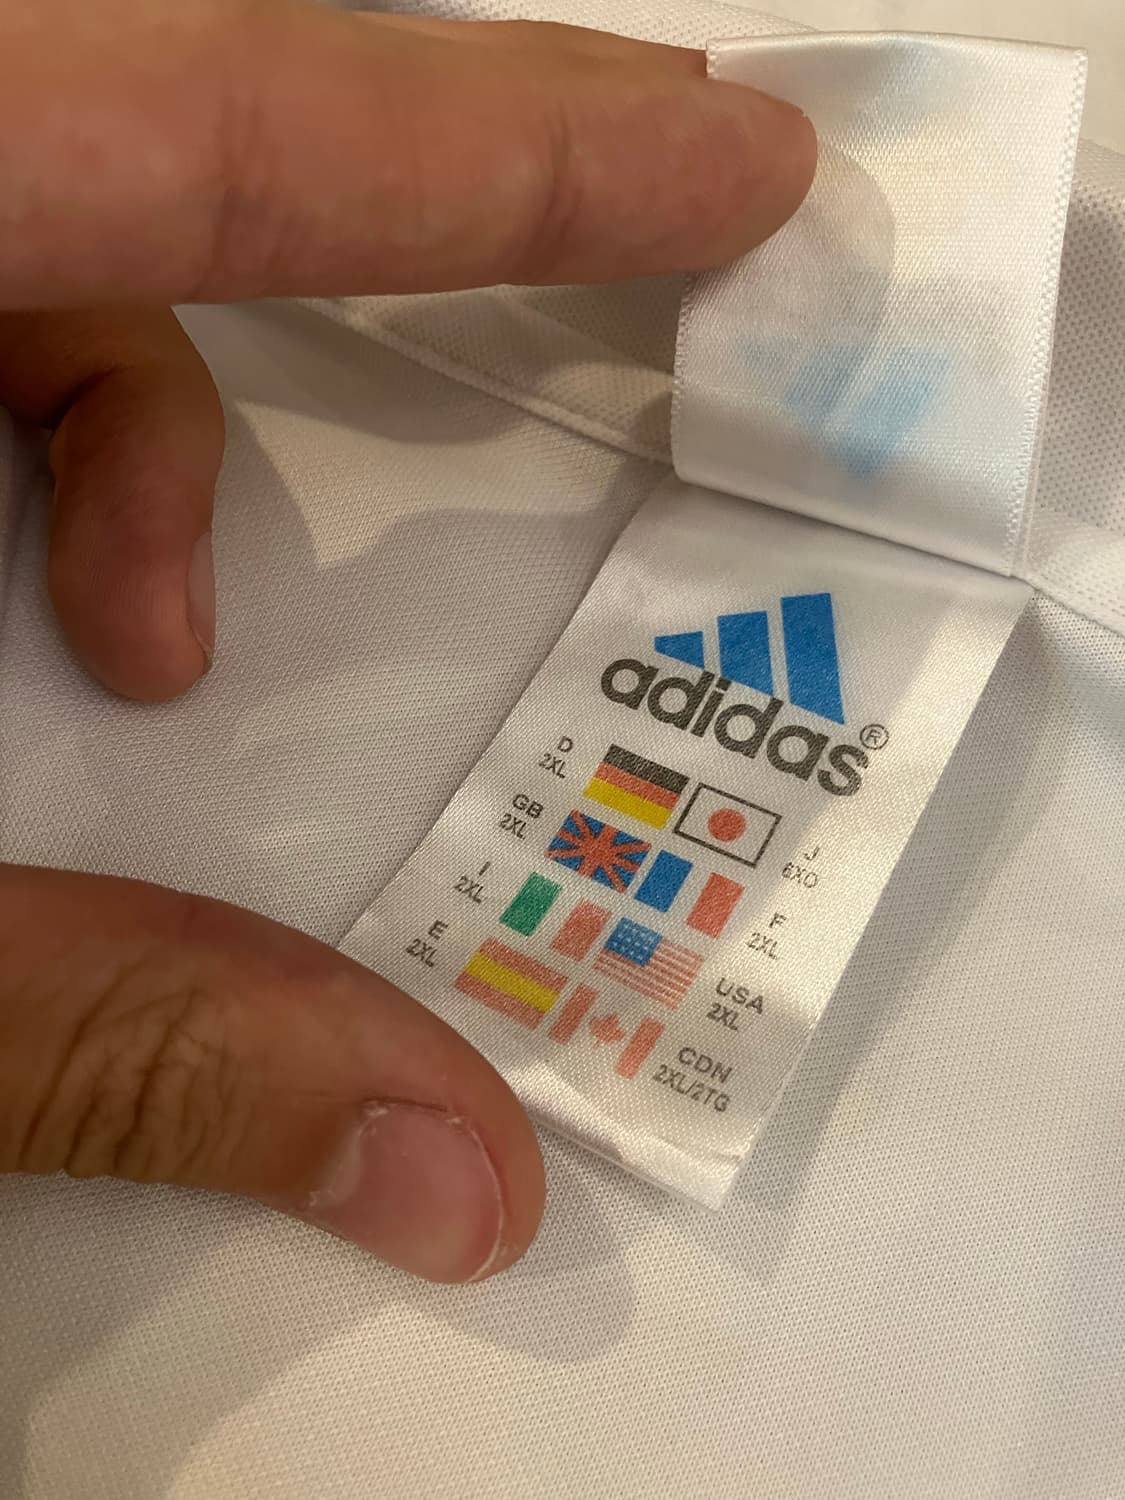 adidas®
D
2XL
J
6XO
GB
2XL
F
2XL
I
2XL
USA
2XL
E
2XL
CDN
2XL/2TG